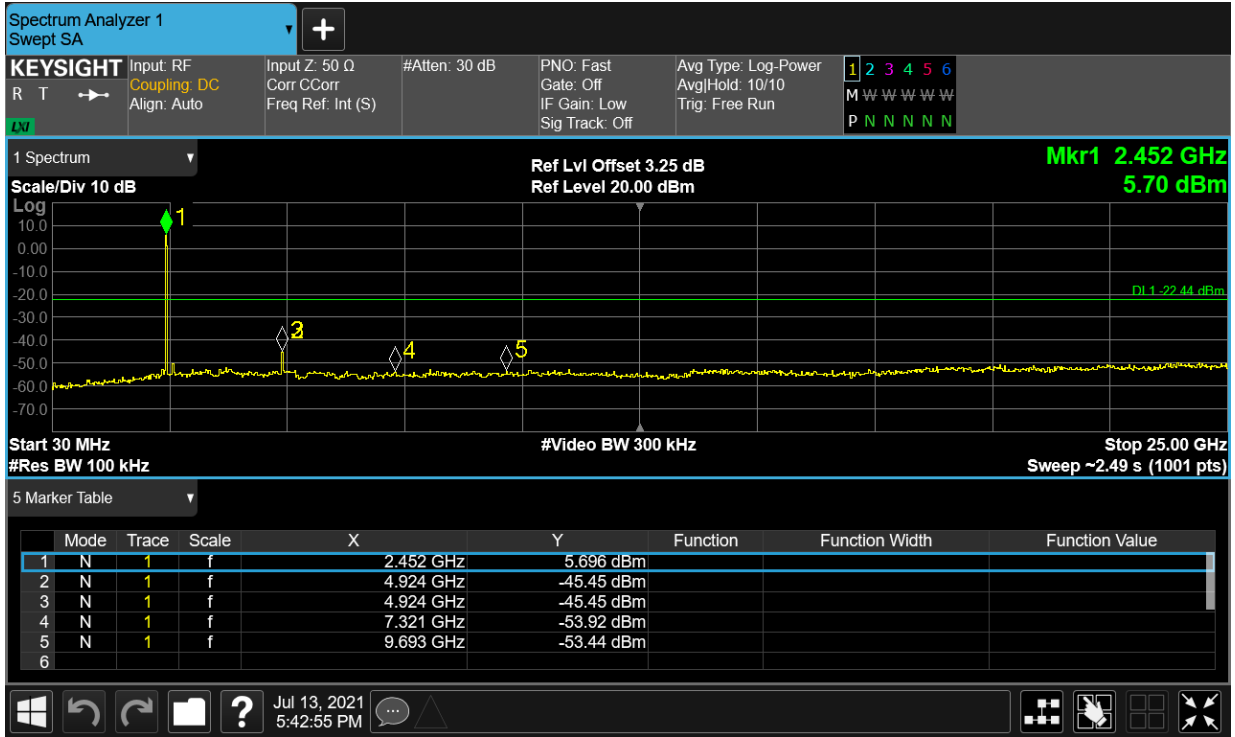 Spectrum Analyzer 1
Swept SA
+
KEYSIGHT
R T
LXI
Input: RF
Coupling: DC
Align: Auto
Input Z: 50 Ω
Corr CCorr
Freq Ref: Int (S)
#Atten: 30 dB
PNO: Fast
Gate: Off
IF Gain: Low
Sig Track: Off
Avg Type: Log-Power
Avg|Hold: 10/10
Trig: Free Run
1 2 3 4 5 6
M W W W W W
P N N N N N
1 Spectrum
Scale/Div 10 dB
Ref Lvl Offset 3.25 dB
Ref Level 20.00 dBm
Mkr1 2.452 GHz
5.70 dBm
Log
10.0
0.00
-10.0
-20.0
-30.0
-40.0
-50.0
-60.0
-70.0
1
3
4
5
DL1 -22.44 dBm
Start 30 MHz
#Res BW 100 kHz
#Video BW 300 kHz
Stop 25.00 GHz
Sweep ~2.49 s (1001 pts)
5 Marker Table
Mode Trace Scale X Y Function Function Width Function Value
1 N 1 f 2.452 GHz 5.696 dBm
2 N 1 f 4.924 GHz -45.45 dBm
3 N 1 f 4.924 GHz -45.45 dBm
4 N 1 f 7.321 GHz -53.92 dBm
5 N 1 f 9.693 GHz -53.44 dBm
6
?
Jul 13, 2021
5:42:55 PM